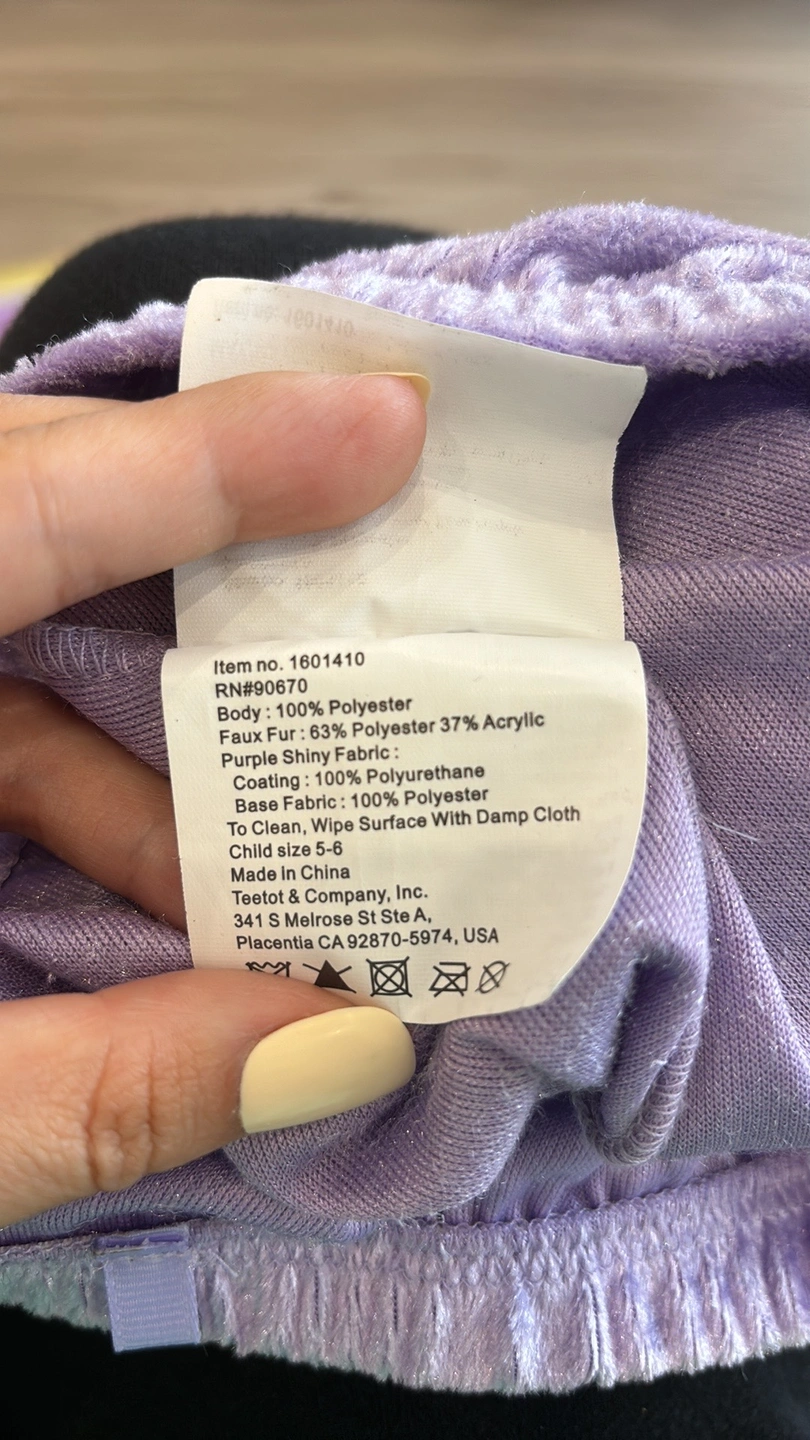 Item no. 1601410
RN#90670
Body : 100% Polyester
Faux Fur : 63% Polyester 37% Acrylic
Purple Shiny Fabric :
Coating : 100% Polyurethane
Base Fabric : 100% Polyester
To Clean, Wipe Surface With Damp Cloth
Child size 5-6
Made in China
Teetot & Company, Inc.
341 S Melrose St Ste A,
Placentia CA 92870-5974, USA